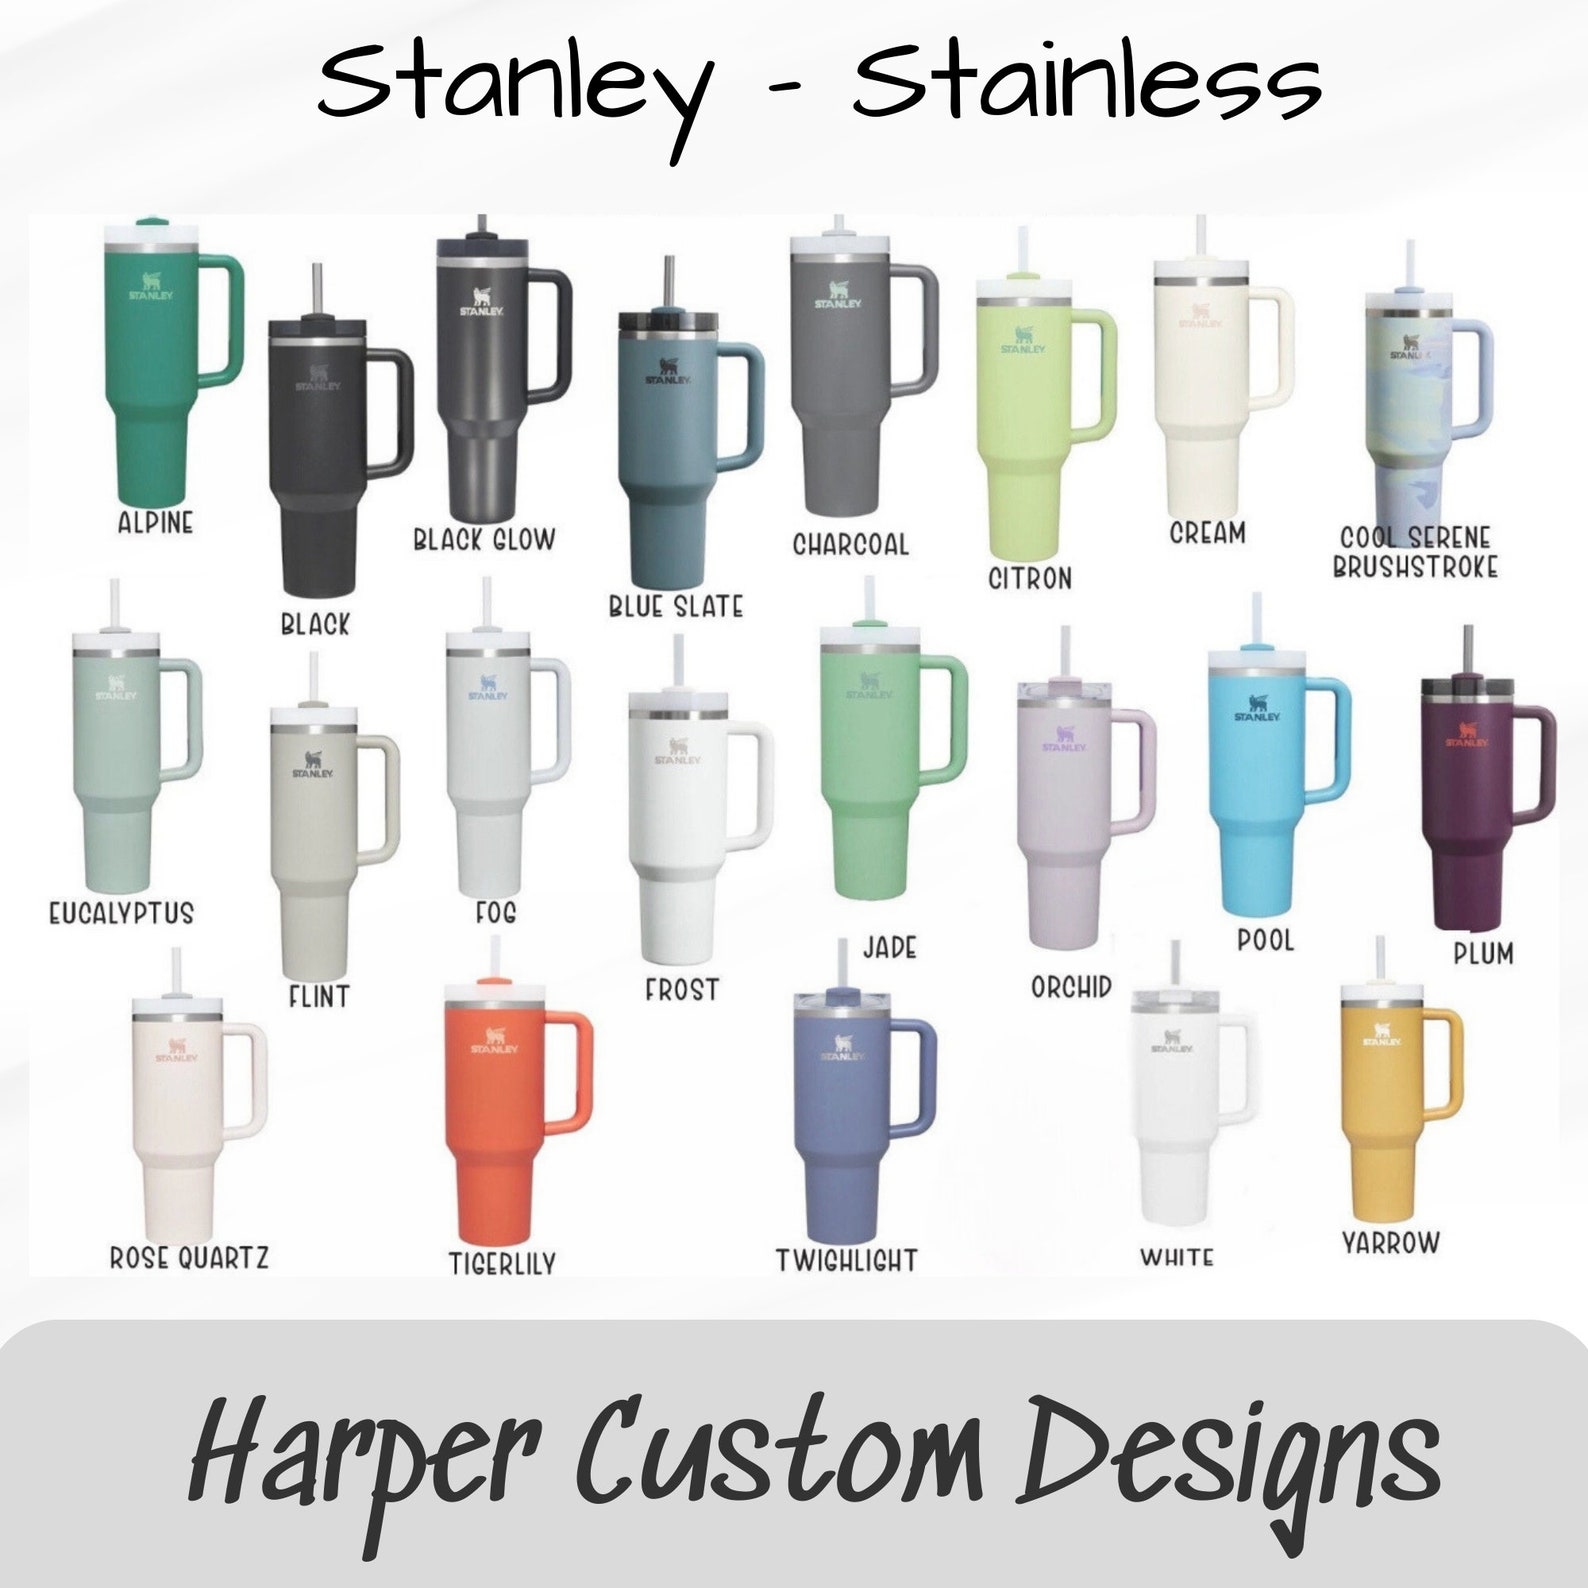 Stanley - Stainless
STANLEY
STANLEY
STANLEY
STANLEY
STANLEY
STANLEY
STANLEY
STANLEY
ALPINE
BLACK
BLACK GLOW
BLUE SLATE
CHARCOAL
CITRON
CREAM
COOL SERENE
BRUSHSTROKE
STANLEY
STANLEY
STANLEY
STANLEY
STANLEY
STANLEY
STANLEY
STANLEY
EUCALYPTUS
FLINT
FOG
FROST
JADE
ORCHID
POOL
PLUM
STANLEY
STANLEY
STANLEY
STANLEY
STANLEY
ROSE QUARTZ
TIGERLILY
TWIGHLIGHT
WHITE
YARROW
Harper Custom Designs